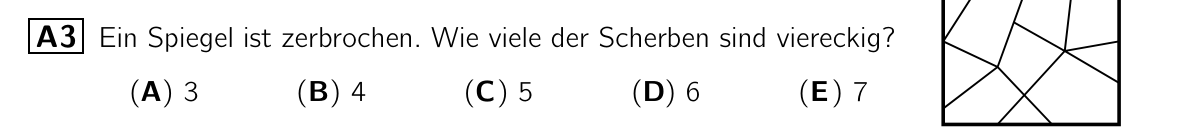 A3 Ein Spiegel ist zerbrochen. Wie viele der Scherben sind viereckig?
(A) 3 (B) 4 (C) 5 (D) 6 (E) 7